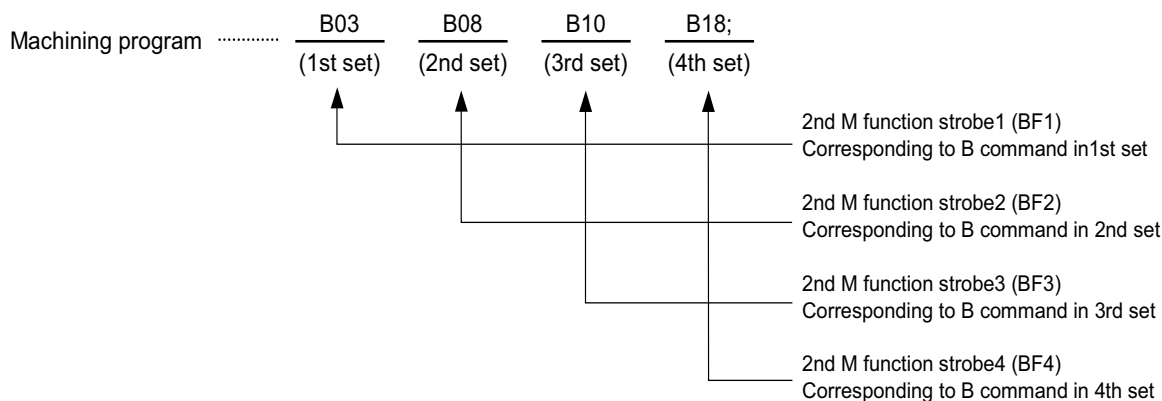 Machining program ............. B03 B08 B10 B18;
(1st set) (2nd set) (3rd set) (4th set)
2nd M function strobe1 (BF1)
Corresponding to B command in1st set
2nd M function strobe2 (BF2)
Corresponding to B command in 2nd set
2nd M function strobe3 (BF3)
Corresponding to B command in 3rd set
2nd M function strobe4 (BF4)
Corresponding to B command in 4th set